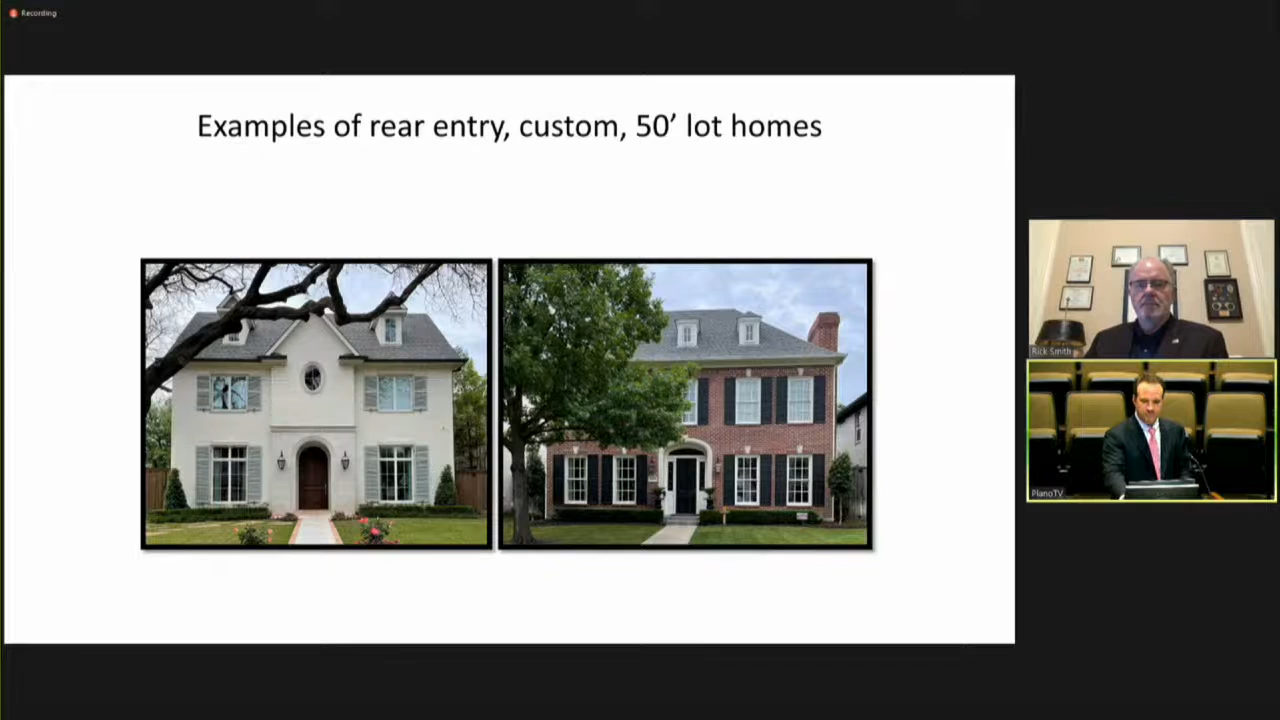 Recording
Examples of rear entry, custom, 50’ lot homes
Rick Smith
PlanoTV